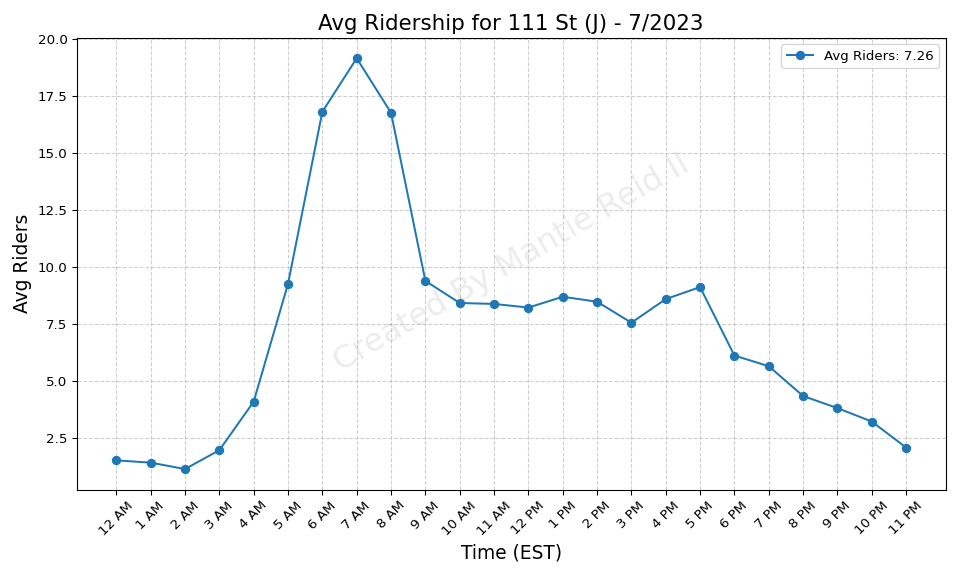 Avg Ridership for 111 St (J) - 7/2023
20.0
17.5
15.0
12.5
10.0
7.5
5.0
2.5
Avg Riders
Avg Riders: 7.26
Created By Mantie Reid II
12 AM
1 AM
2 AM
3 AM
4 AM
5 AM
6 AM
7 AM
8 AM
9 AM
10 AM
11 AM
12 PM
1 PM
2 PM
3 PM
4 PM
5 PM
6 PM
7 PM
8 PM
9 PM
10 PM
11 PM
Time (EST)